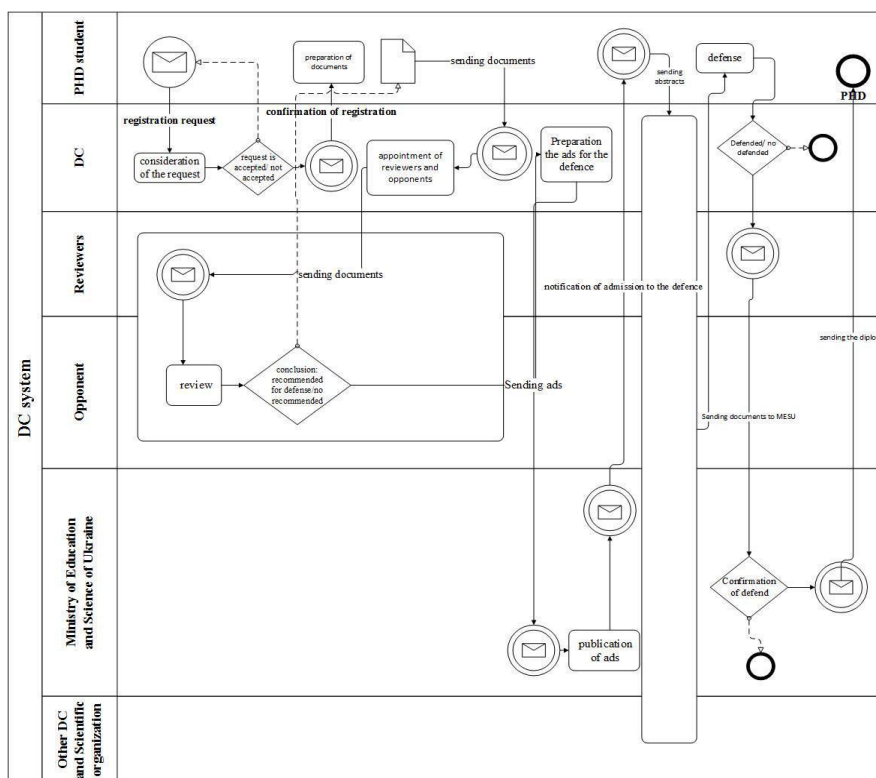 DC system
PHD student
DC
Reviewers
Opponent
Ministry of Education
and Science of Ukraine
Other DC
and Scientific
organization
registration request
consideration
of the request
request is
accepted/ not
accepted
preparation of
documents
confirmation of registration
sending documents
appointment of
reviewers and
opponents
Preparation
the ads for the
defence
sending
abstracts
defense
Defended/ no
defended
PHD
sending documents
review
conclusion:
recommended
for defense/no
recommended
Sending ads
notification of admission to the defence
sending the diplo
Sending documents to MESU
publication
of ads
Confirmation
of defend